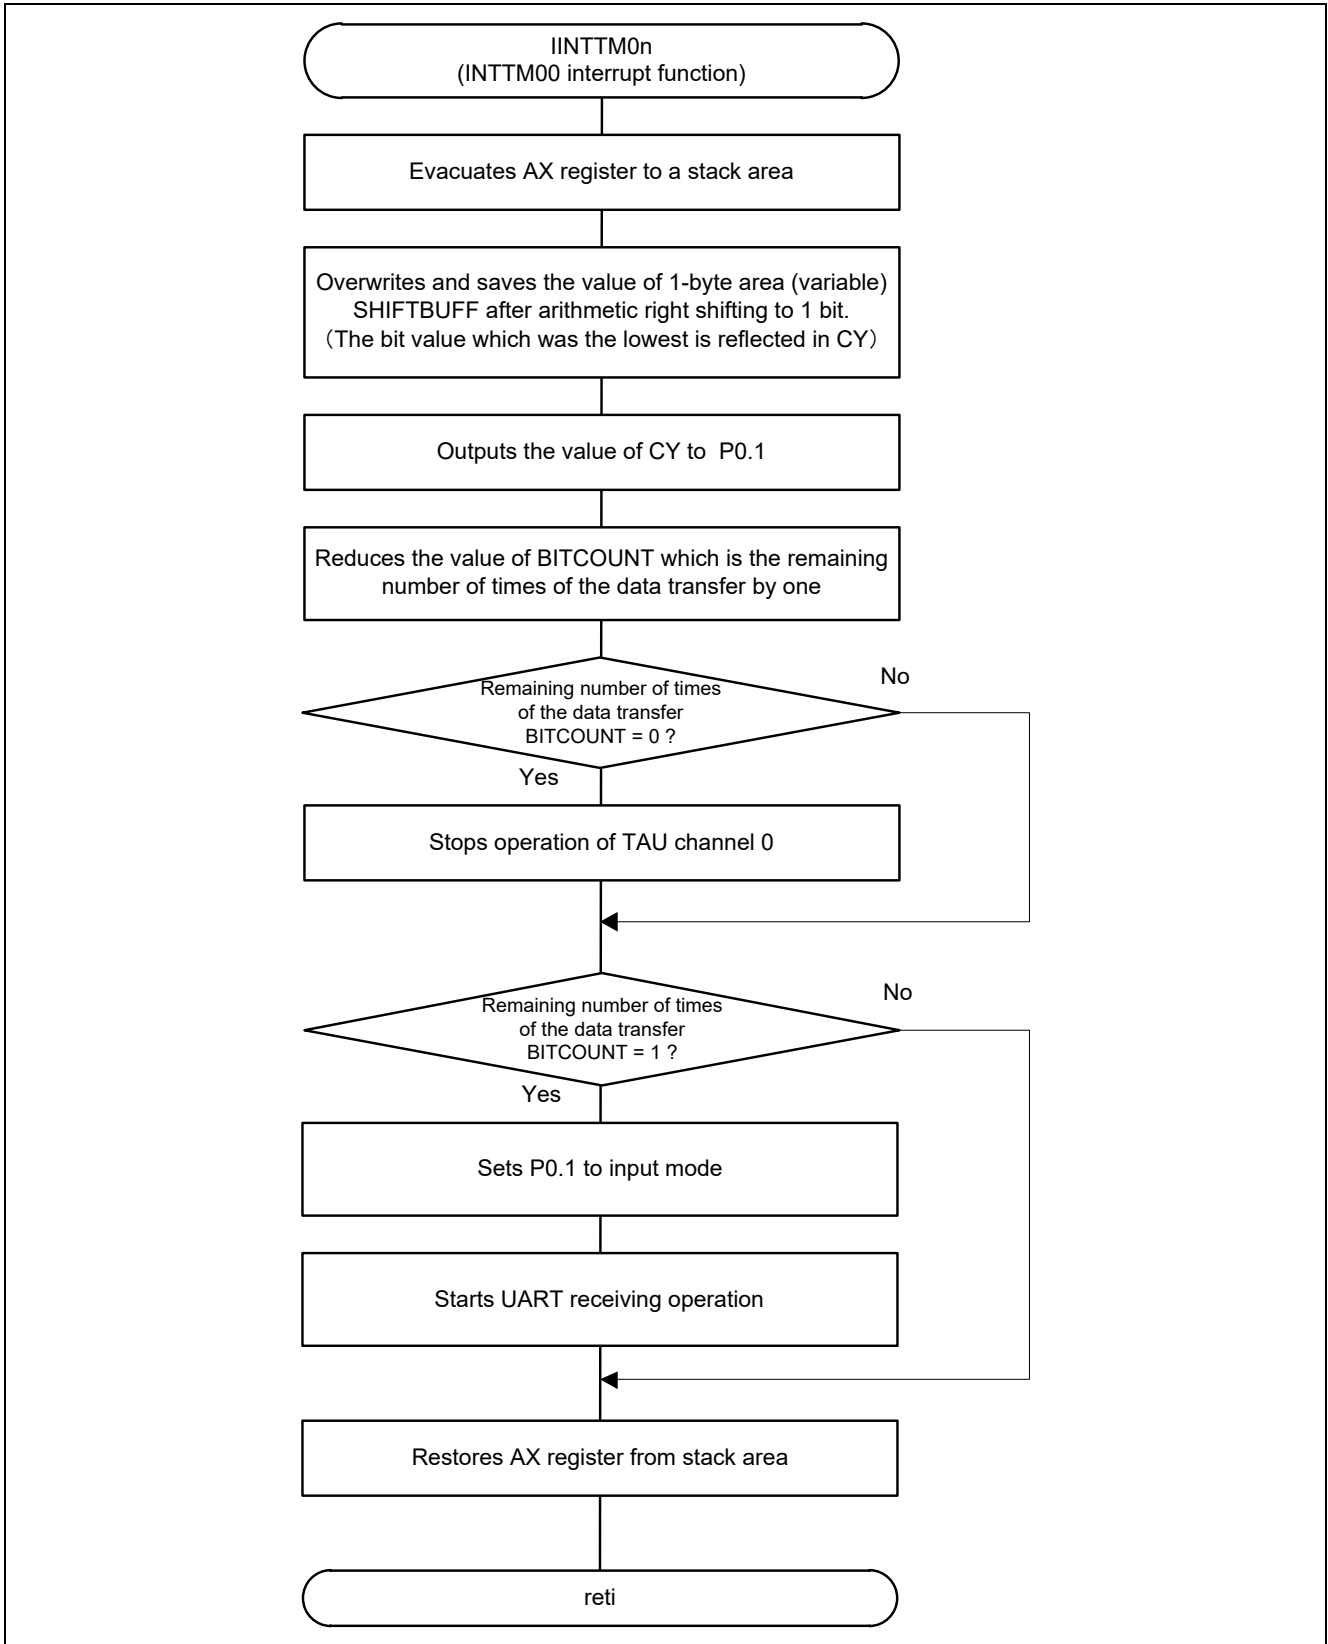 IINTTM0n
(INTTM00 interrupt function)
Evacuates AX register to a stack area
Overwrites and saves the value of 1-byte area (variable)
SHIFTBUFF after arithmetic right shifting to 1 bit.
（The bit value which was the lowest is reflected in CY）
Outputs the value of CY to  P0.1
Reduces the value of BITCOUNT which is the remaining
number of times of the data transfer by one
Remaining number of times
of the data transfer
BITCOUNT = 0 ?
No
Yes
Stops operation of TAU channel 0
Remaining number of times
of the data transfer
BITCOUNT = 1 ?
No
Yes
Sets P0.1 to input mode
Starts UART receiving operation
Restores AX register from stack area
reti